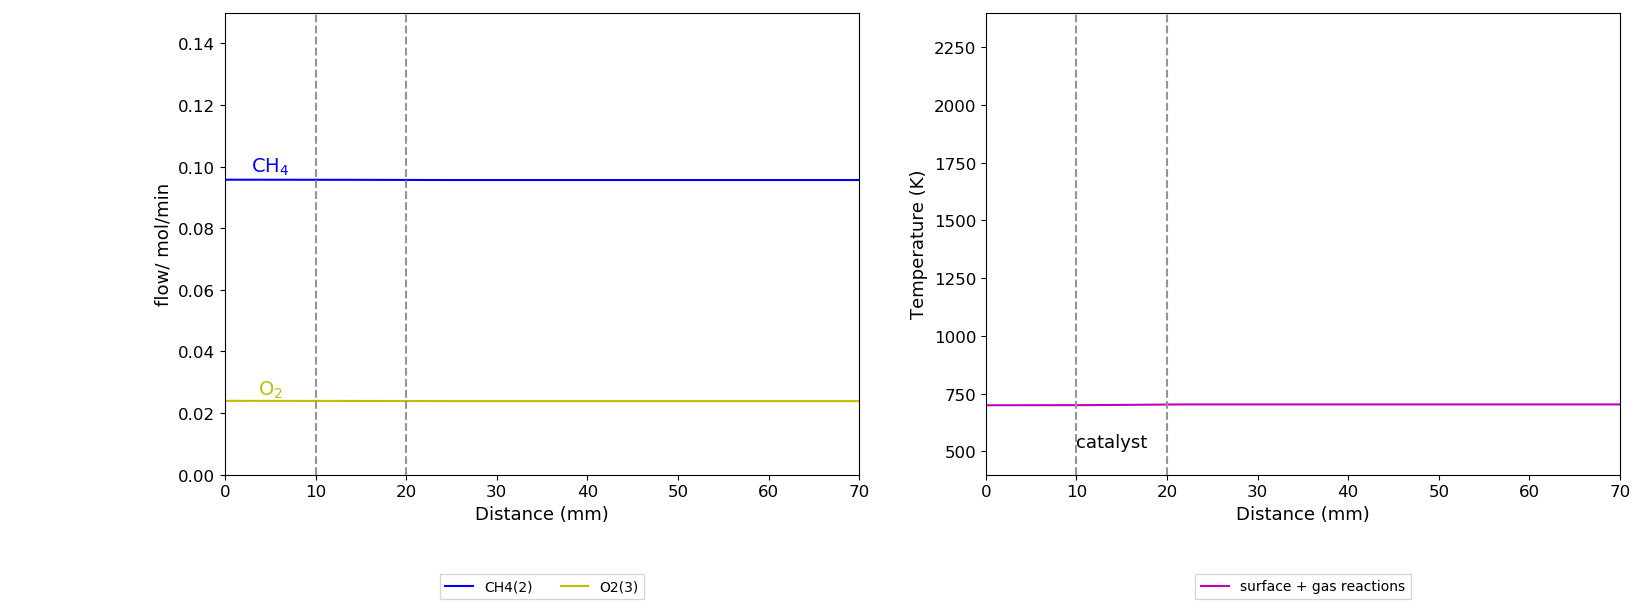 0.14
0.12
0.10
0.08
0.06
0.04
0.02
0.00
flow/ mol/min
CH₄
O₂
0 10 20 30 40 50 60 70
Distance (mm)
CH4(2) O2(3)
2250
2000
1750
1500
1250
1000
750
500
Temperature (K)
catalyst
0 10 20 30 40 50 60 70
Distance (mm)
surface + gas reactions